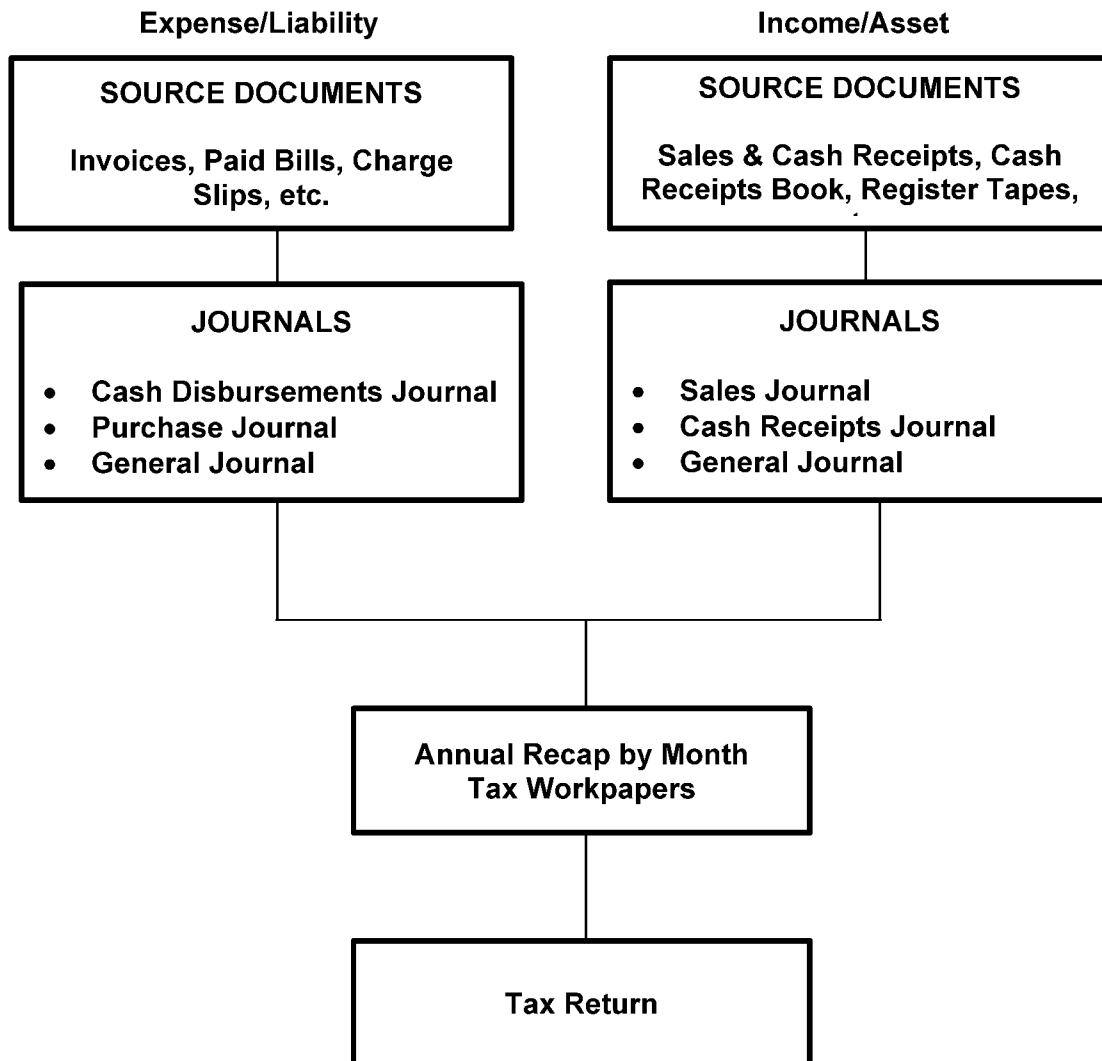 Expense/Liability
SOURCE DOCUMENTS
Invoices, Paid Bills, Charge
Slips, etc.
JOURNALS
• Cash Disbursements Journal
• Purchase Journal
• General Journal
Income/Asset
SOURCE DOCUMENTS
Sales & Cash Receipts, Cash
Receipts Book, Register Tapes,
JOURNALS
• Sales Journal
• Cash Receipts Journal
• General Journal
Annual Recap by Month
Tax Workpapers
Tax Return